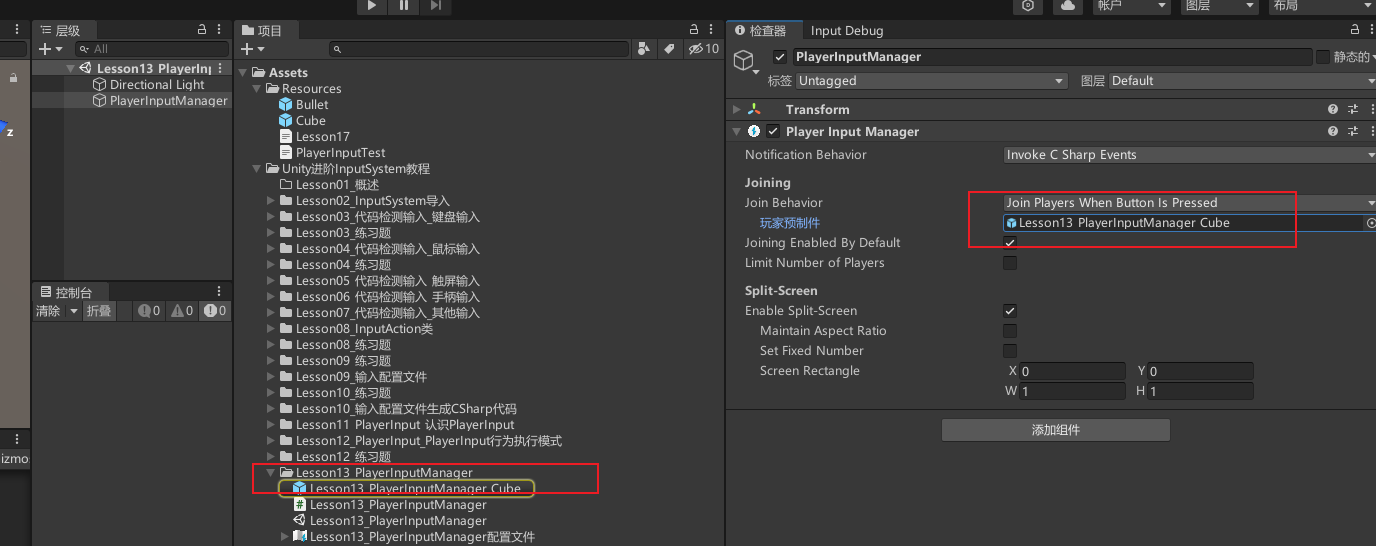 帐户
图层
布局
层级
All
Lesson13_PlayerInp
Directional Light
PlayerInputManager
z
控制台
清除
折叠
0
0
0
izmos
项目
10
Assets
Resources
Bullet
Cube
Lesson17
PlayerInputTest
Unity进阶InputSystem教程
Lesson01_概述
Lesson02_InputSystem导入
Lesson03_代码检测输入_键盘输入
Lesson03_练习题
Lesson04_代码检测输入_鼠标输入
Lesson04_练习题
Lesson05_代码检测输入_触屏输入
Lesson06_代码检测输入_手柄输入
Lesson07_代码检测输入_其他输入
Lesson08_InputAction类
Lesson08_练习题
Lesson09_练习题
Lesson09_输入配置文件
Lesson10_练习题
Lesson10_输入配置文件生成CSharp代码
Lesson11_PlayerInput_认识PlayerInput
Lesson12_PlayerInput_PlayerInput行为执行模式
Lesson12_练习题
Lesson13_PlayerInputManager
Lesson13_PlayerInputManager_Cube
Lesson13_PlayerInputManager
Lesson13_PlayerInputManager
Lesson13_PlayerInputManager配置文件
检查器
Input Debug
PlayerInputManager
静态的
标签 Untagged
图层 Default
Transform
Player Input Manager
Notification Behavior
Invoke C Sharp Events
Joining
Join Behavior
Join Players When Button Is Pressed
玩家预制件
Lesson13_PlayerInputManager_Cube
Joining Enabled By Default
Limit Number of Players
Split-Screen
Enable Split-Screen
Maintain Aspect Ratio
Set Fixed Number
Screen Rectangle
X 0 Y 0
W 1 H 1
添加组件